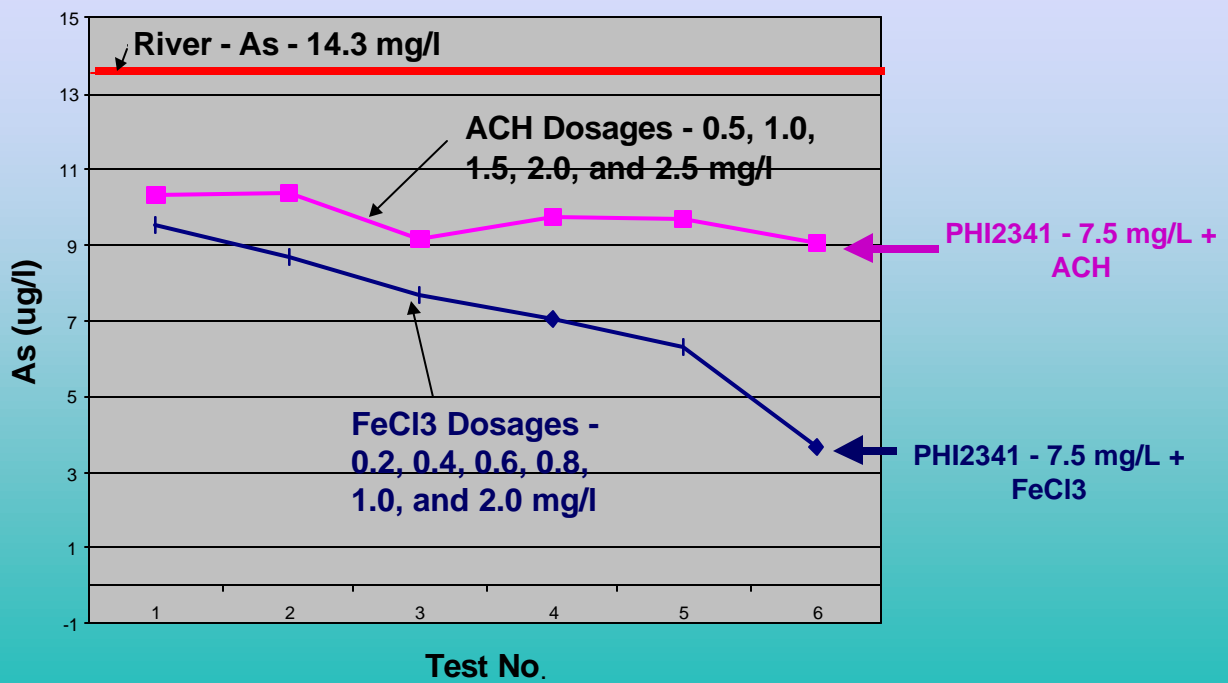 15
River - As - 14.3 mg/l
13
ACH Dosages - 0.5, 1.0,
1.5, 2.0, and 2.5 mg/l
11
9
PHI2341 - 7.5 mg/L +
ACH
7
As (ug/l)
5
FeCl3 Dosages -
0.2, 0.4, 0.6, 0.8,
1.0, and 2.0 mg/l
PHI2341 - 7.5 mg/L +
FeCl3
3
1
-1
1 2 3 4 5 6
Test No.